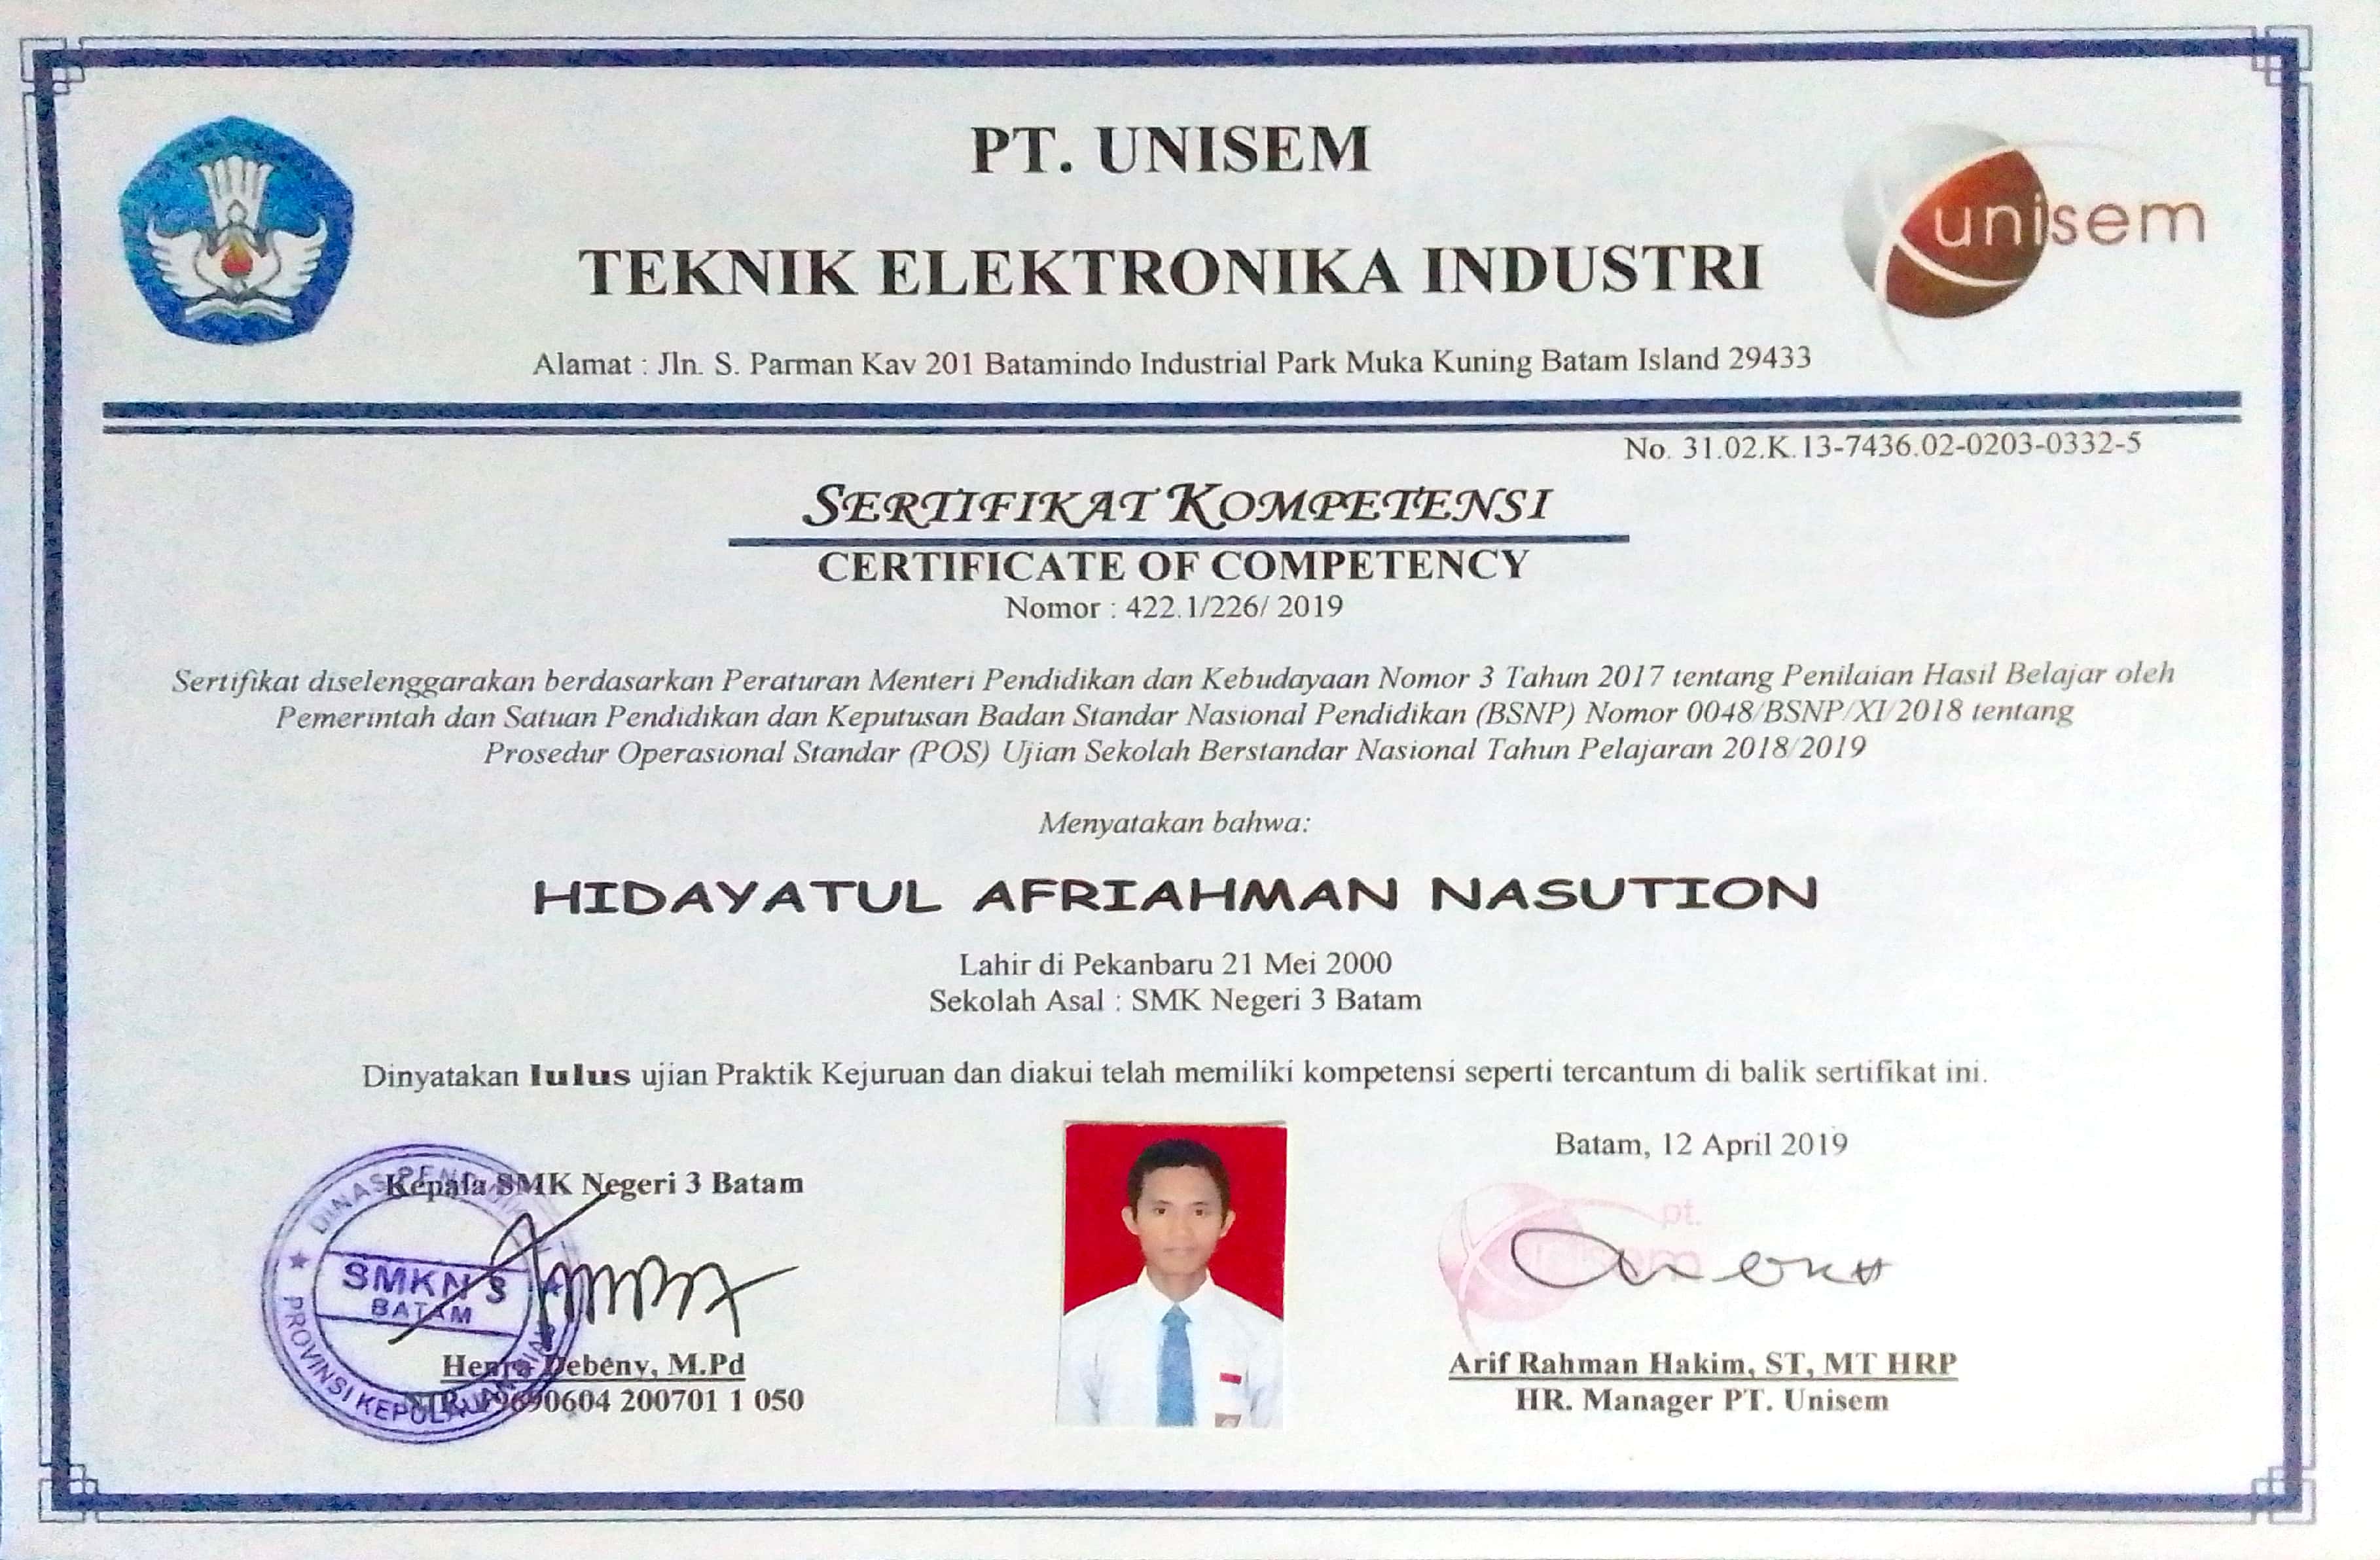 PT. UNISEM
unisem
TEKNIK ELEKTRONIKA INDUSTRI
Alamat : Jln. S. Parman Kav 201 Batamindo Industrial Park Muka Kuning Batam Island 29433
No. 31.02.K.13-7436.02-0203-0332-5
SERTIFIKAT KOMPETENSI
CERTIFICATE OF COMPETENCY
Nomor : 422.1/226/ 2019
Sertifikat diselenggarakan berdasarkan Peraturan Menteri Pendidikan dan Kebudayaan Nomor 3 Tahun 2017 tentang Penilaian Hasil Belajar oleh
Pemerintah dan Satuan Pendidikan dan Keputusan Badan Standar Nasional Pendidikan (BSNP) Nomor 0048/BSNP/XI/2018 tentang
Prosedur Operasional Standar (POS) Ujian Sekolah Berstandar Nasional Tahun Pelajaran 2018/2019
Menyatakan bahwa:
HIDAYATUL AFRIAHMAN NASUTION
Lahir di Pekanbaru 21 Mei 2000
Sekolah Asal : SMK Negeri 3 Batam
Dinyatakan lulus ujian Praktik Kejuruan dan diakui telah memiliki kompetensi seperti tercantum di balik sertifikat ini.
Batam, 12 April 2019
Kepala SMK Negeri 3 Batam
DINAS PENDIDIKAN
SMKN 3
BATAM
PROVINSI KEPULAUAN RIAU
pt.
unisem
Henra Debeny, M.Pd
NIP. 19690604 200701 1 050
Arif Rahman Hakim, ST, MT HRP
HR. Manager PT. Unisem